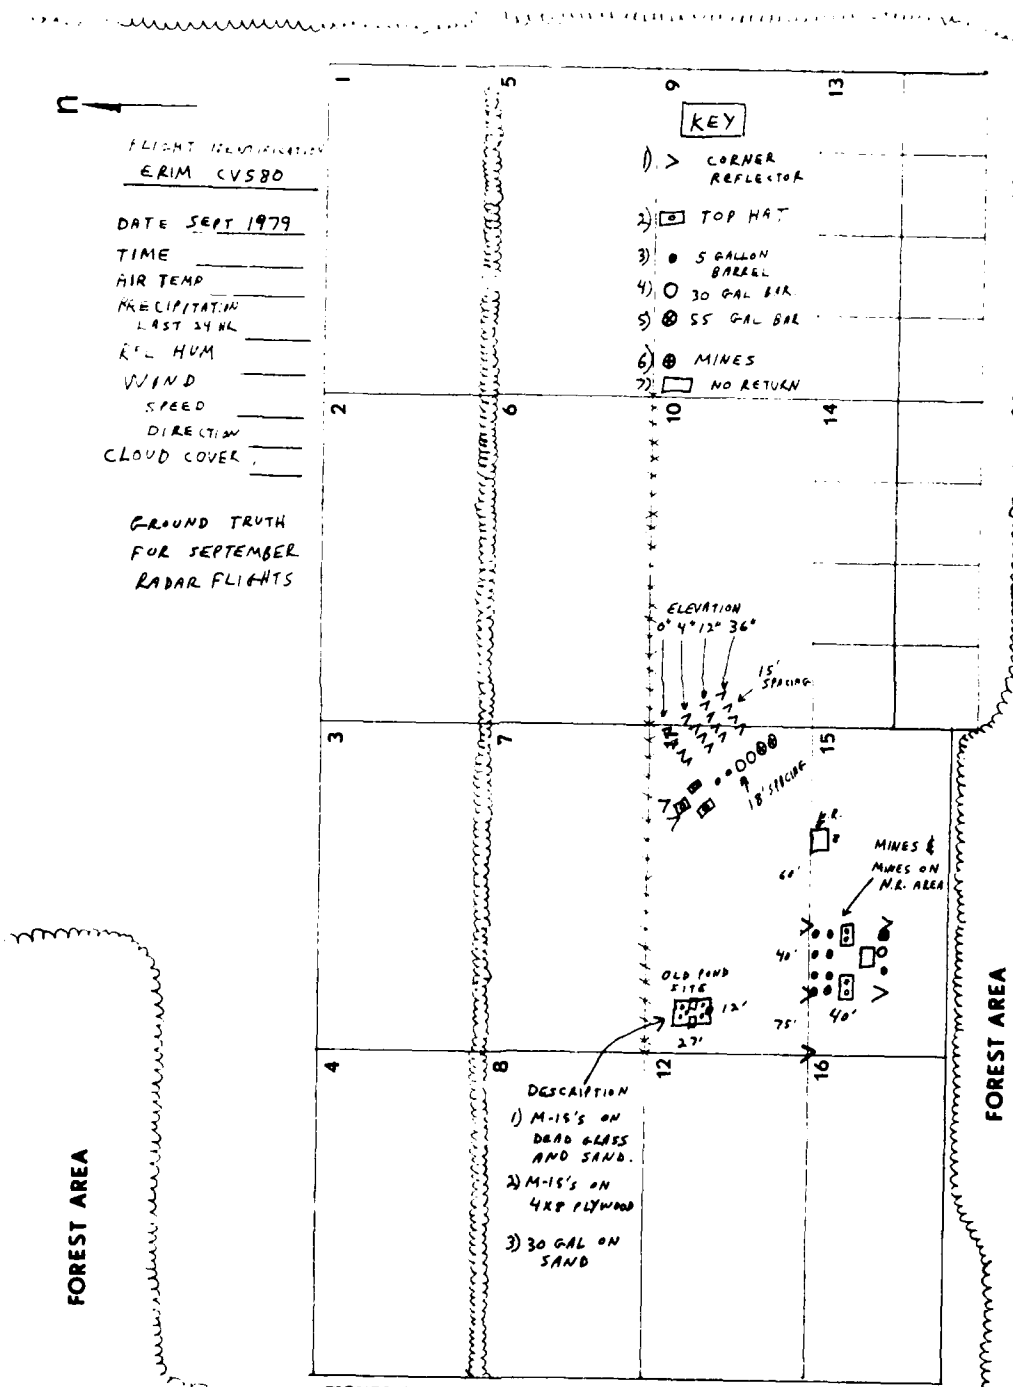 n
FLIGHT IDENTIFICATION
ERIM CV580
DATE SEPT 1979
TIME
AIR TEMP
PRECIPITATION
LAST 24 HR
REL HUM
WIND
SPEED
DIRECTION
CLOUD COVER
GROUND TRUTH
FOR SEPTEMBER
RADAR FLIGHTS
1
5
9
13
KEY
1) > CORNER
REFLECTOR
2) TOP HAT
3) 5 GALLON
BARREL
4) 30 GAL BAR.
5) 55 GAL BAR
6) MINES
7) NO RETURN
2
6
10
14
ELEVATION
0" 4" 12" 36"
15'
SPACING
3
7
15
18' SPACING
60'
MINES &
MINES ON
N.R. AREA
40'
OLD POND
SITE
12'
27'
75'
40'
4
8
12
16
DESCRIPTION
1) M-15'S ON
DEAD GLASS
AND SAND.
2) M-15'S ON
4X8 PLYWOOD
3) 30 GAL ON
SAND
FOREST AREA
FOREST AREA